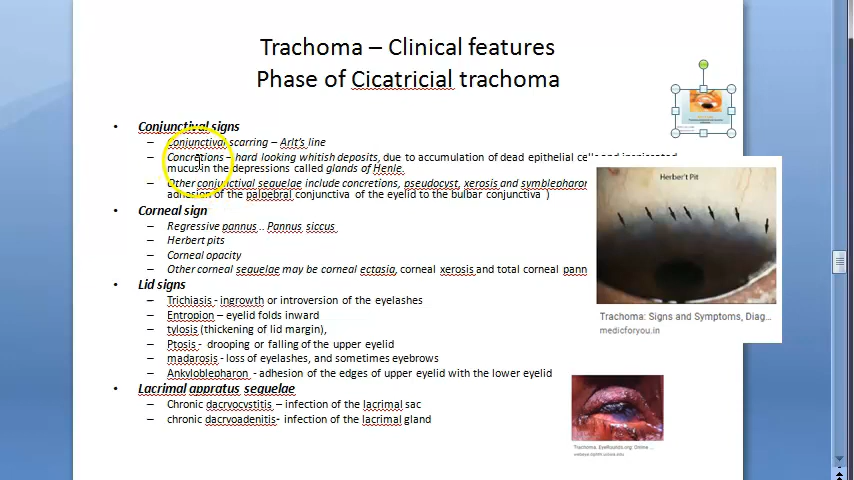 Trachoma – Clinical features
Phase of Cicatricial trachoma
• Conjunctival signs
– Conjunctival scarring – Arlt's line
– Concretions – hard looking whitish deposits, due to accumulation of dead epithelial cells and inspissated
mucus in the depressions called glands of Henle.
– Other conjunctival sequelae include concretions, pseudocyst, xerosis and symblepharon
adhesion of the palpebral conjunctiva of the eyelid to the bulbar conjunctiva )
• Corneal sign
– Regressive pannus .. Pannus siccus
– Herbert pits
– Corneal opacity
– Other corneal sequelae may be corneal ectasia, corneal xerosis and total corneal pann
• Lid signs
– Trichiasis - ingrowth or introversion of the eyelashes
– Entropion – eyelid folds inward
– tylosis (thickening of lid margin),
– Ptosis - drooping or falling of the upper eyelid
– madarosis - loss of eyelashes, and sometimes eyebrows
– Ankyloblepharon - adhesion of the edges of upper eyelid with the lower eyelid
• Lacrimal appratus sequelae
– Chronic dacryocystitis – infection of the lacrimal sac
– chronic dacryoadenitis- infection of the lacrimal gland
Herber't Pit
Trachoma: Signs and Symptoms, Diag...
medicforyou.in
Trachoma. EyeRounds.org: Online ...